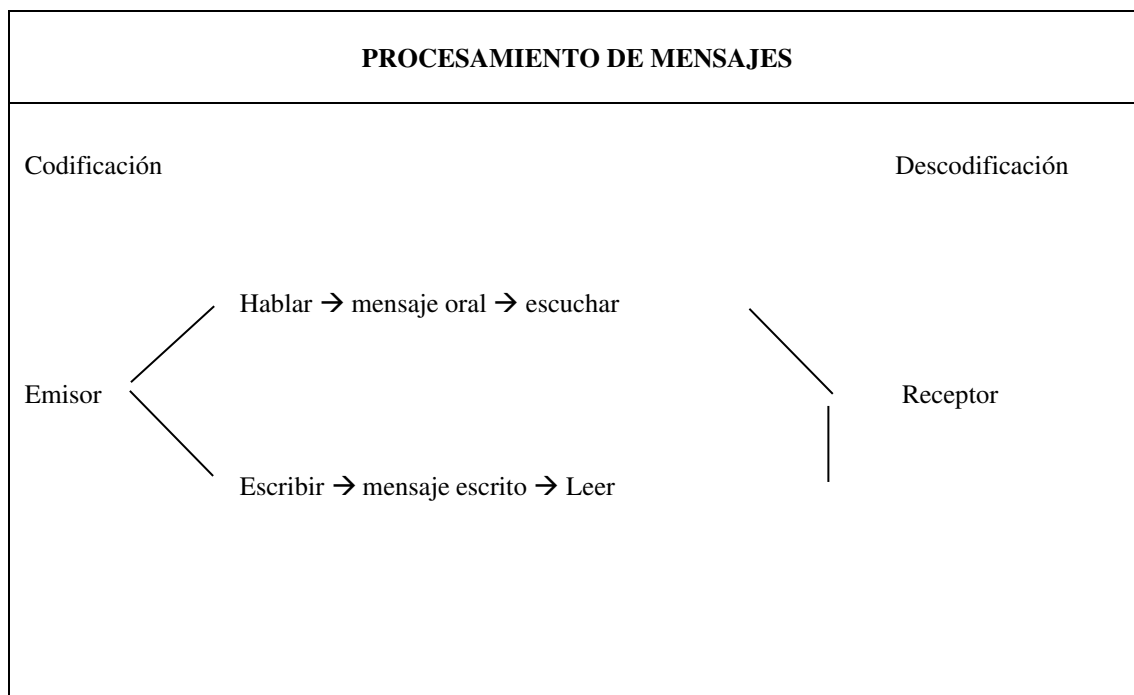 PROCESAMIENTO DE MENSAJES
Codificación Descodificación
Hablar → mensaje oral → escuchar
Emisor Receptor
Escribir → mensaje escrito → Leer